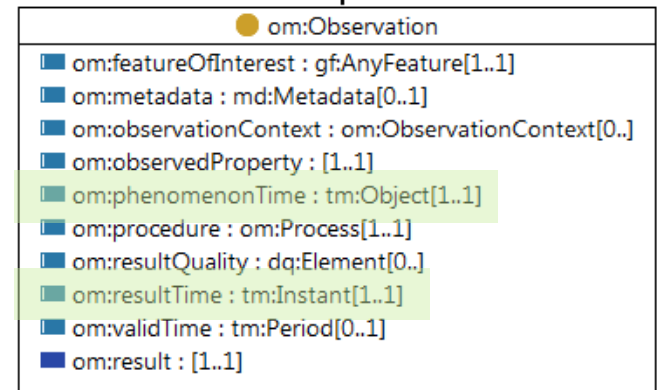 om:Observation
om:featureOfInterest : gf:AnyFeature[1..1]
om:metadata : md:Metadata[0..1]
om:observationContext : om:ObservationContext[0..]
om:observedProperty : [1..1]
om:phenomenonTime : tm:Object[1..1]
om:procedure : om:Process[1..1]
om:resultQuality : dq:Element[0..]
om:resultTime : tm:Instant[1..1]
om:validTime : tm:Period[0..1]
om:result : [1..1]